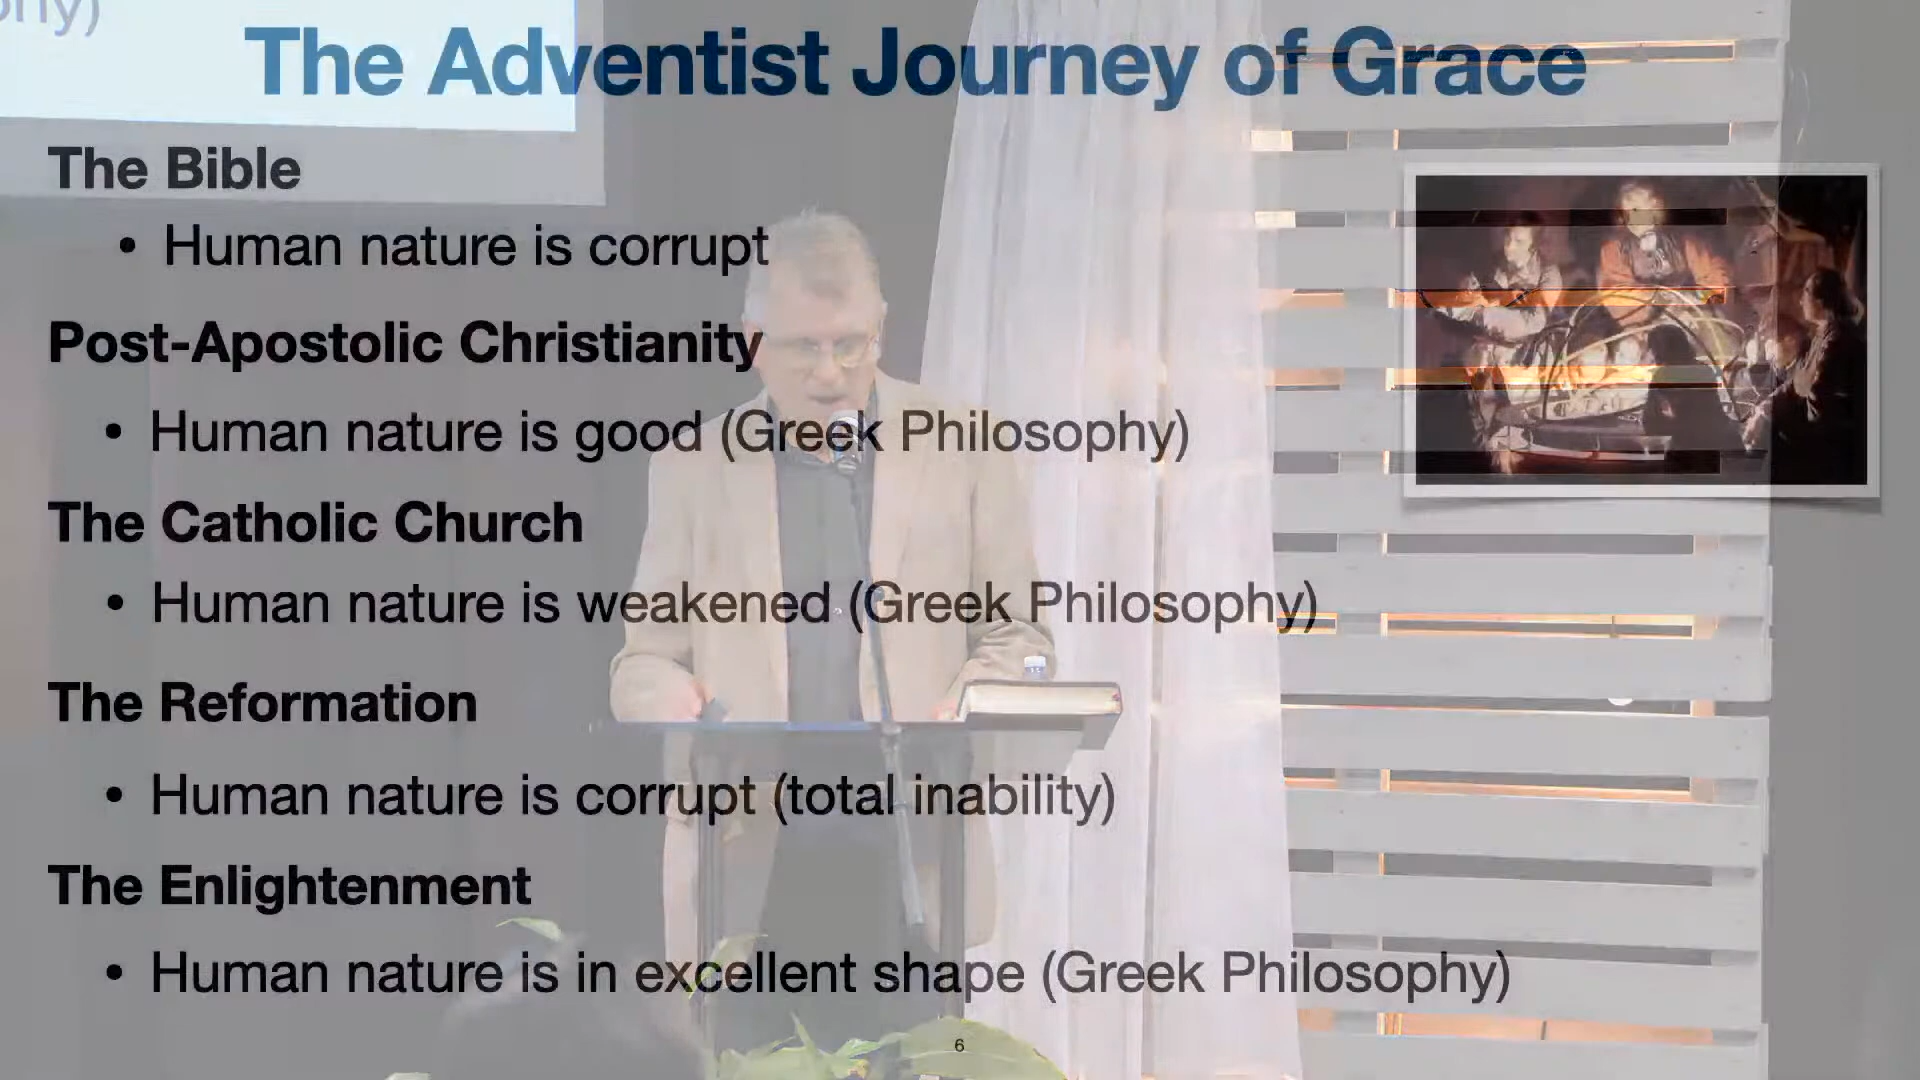 The Adventist Journey of Grace
The Bible
• Human nature is corrupt
Post-Apostolic Christianity
• Human nature is good (Greek Philosophy)
The Catholic Church
• Human nature is weakened (Greek Philosophy)
The Reformation
• Human nature is corrupt (total inability)
The Enlightenment
• Human nature is in excellent shape (Greek Philosophy)
6